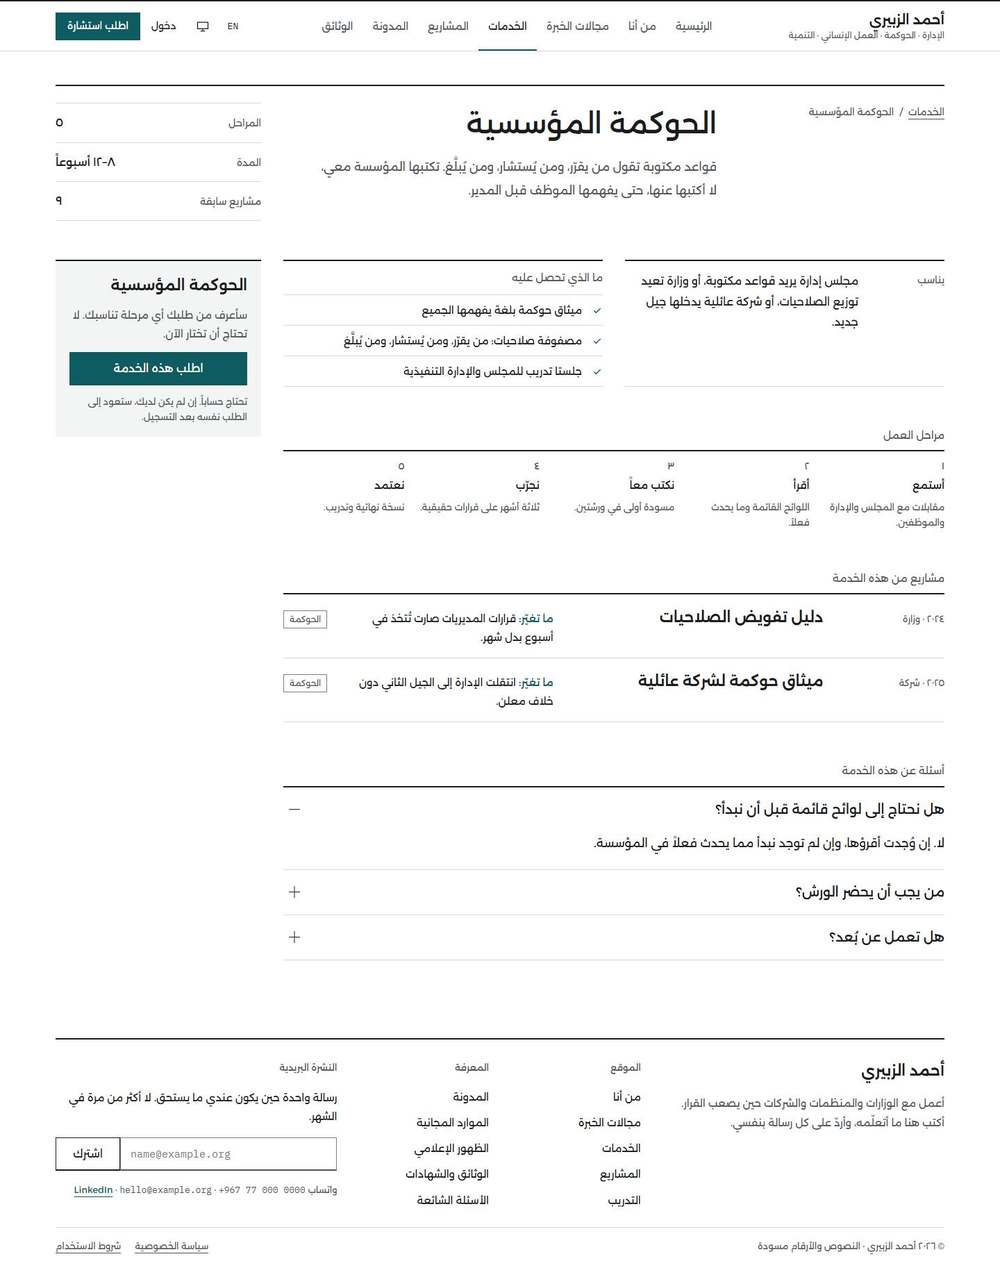 أحمد الزبيري
الإدارة · الحوكمة · العمل الإنساني · التنمية
الرئيسية
من أنا
مجالات الخبرة
الخدمات
المشاريع
المدونة
الوثائق
EN
دخول
اطلب استشارة
الخدمات / الحوكمة المؤسسية
الحوكمة المؤسسية
قواعد مكتوبة تقول من يقرّر، ومن يُستشار، ومن يُبلَّغ. تكتبها المؤسسة معي،
لا أكتبها عنها، حتى يفهمها الموظف قبل المدير.
المراحل ٥
المدة ٨–١٢ أسبوعاً
مشاريع سابقة ٩
يناسب
مجلس إدارة يريد قواعد مكتوبة، أو وزارة تعيد
توزيع الصلاحيات، أو شركة عائلية يدخلها جيل
جديد.
ما الذي تحصل عليه
ميثاق حوكمة بلغة يفهمها الجميع
مصفوفة صلاحيات: من يقرّر، ومن يُستشار، ومن يُبلَّغ
جلستا تدريب للمجلس والإدارة التنفيذية
الحوكمة المؤسسية
سأعرف من طلبك أي مرحلة تناسبك. لا
تحتاج أن تختار الآن.
اطلب هذه الخدمة
تحتاج حساباً. إن لم يكن لديك، ستعود إلى
الطلب نفسه بعد التسجيل.
مراحل العمل
١
أستمع
مقابلات مع المجلس والإدارة
والموظفين.
٢
أقرأ
اللوائح القائمة وما يحدث
فعلاً.
٣
نكتب معاً
مسودة أولى في ورشتين.
٤
نجرّب
ثلاثة أشهر على قرارات حقيقية.
٥
نعتمد
نسخة نهائية وتدريب.
مشاريع من هذه الخدمة
٢٠٢٤ · وزارة
دليل تفويض الصلاحيات
ما تغيّر: قرارات المديريات صارت تُتخذ في
أسبوع بدل شهر.
الحوكمة
٢٠٢٥ · شركة
ميثاق حوكمة لشركة عائلية
ما تغيّر: انتقلت الإدارة إلى الجيل الثاني دون
خلاف معلن.
الحوكمة
أسئلة عن هذه الخدمة
هل نحتاج إلى لوائح قائمة قبل أن نبدأ؟
لا. إن وُجدت أقرؤها، وإن لم توجد نبدأ مما يحدث فعلاً في المؤسسة.
من يجب أن يحضر الورش؟
هل تعمل عن بُعد؟
أحمد الزبيري
أعمل مع الوزارات والمنظمات والشركات حين يصعب القرار.
أكتب هنا ما أتعلّمه، وأردّ على كل رسالة بنفسي.
الموقع
من أنا
مجالات الخبرة
الخدمات
المشاريع
التدريب
المعرفة
المدونة
الموارد المجانية
الظهور الإعلامي
الوثائق والشهادات
الأسئلة الشائعة
النشرة البريدية
رسالة واحدة حين يكون عندي ما يستحق. لا أكثر من مرة في
الشهر.
name@example.org
اشترك
واتساب +967 77 000 0000 · hello@example.org · LinkedIn
© ٢٠٢٦ أحمد الزبيري · النصوص والأرقام مسودة
سياسة الخصوصية
شروط الاستخدام